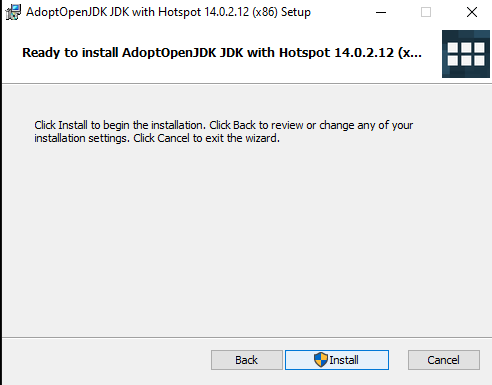 AdoptOpenJDK JDK with Hotspot 14.0.2.12 (x86) Setup
Ready to install AdoptOpenJDK JDK with Hotspot 14.0.2.12 (x...
Click Install to begin the installation. Click Back to review or change any of your
installation settings. Click Cancel to exit the wizard.
Back
Install
Cancel